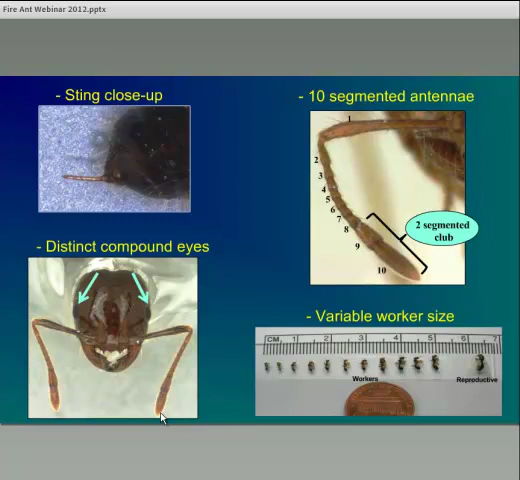 Fire Ant Webinar 2012.pptx
- Sting close-up
- 10 segmented antennae
1
2
3
4
5
6
7
8
9
10
2 segmented
club
- Distinct compound eyes
- Variable worker size
CM 1 2 3 4 5 6 7
Workers
Reproductive